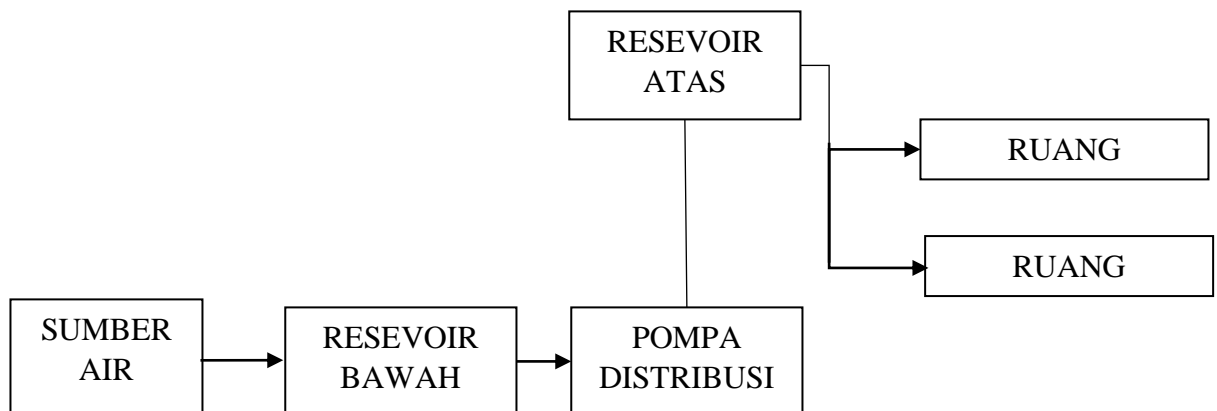 RESEVOIR
ATAS
RUANG
RUANG
SUMBER
AIR
RESEVOIR
BAWAH
POMPA
DISTRIBUSI